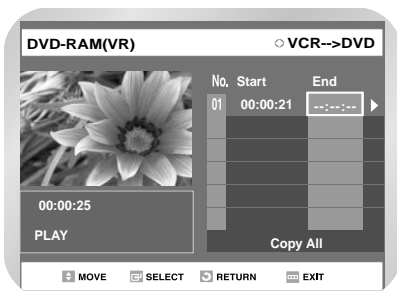 DVD-RAM(VR) VCR-->DVD
No. Start End
01 00:00:21 --:--:--
00:00:25
PLAY
Copy All
MOVE SELECT RETURN EXIT